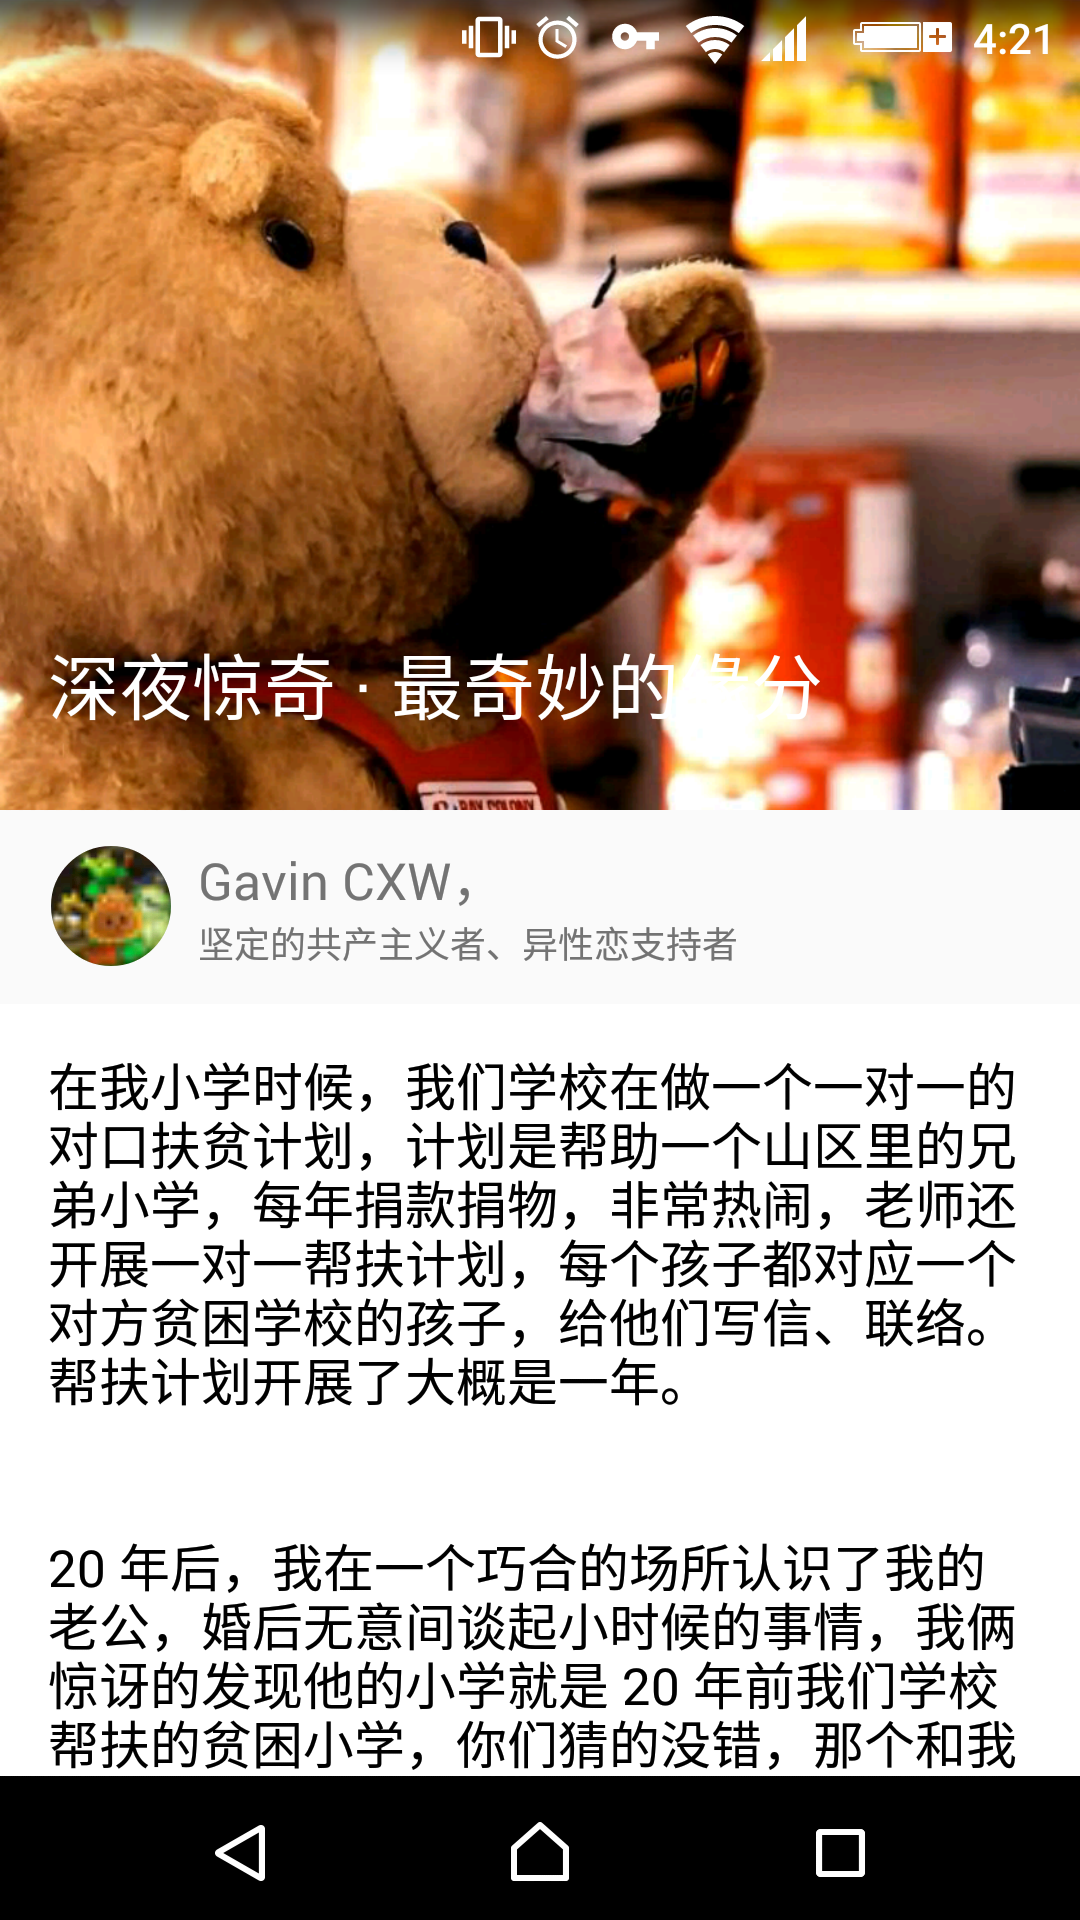 4:21
深夜惊奇 · 最奇妙的缘分
Gavin CXW，
坚定的共产主义者、异性恋支持者
在我小学时候，我们学校在做一个一对一的
对口扶贫计划，计划是帮助一个山区里的兄
弟小学，每年捐款捐物，非常热闹，老师还
开展一对一帮扶计划，每个孩子都对应一个
对方贫困学校的孩子，给他们写信、联络。
帮扶计划开展了大概是一年。
20 年后，我在一个巧合的场所认识了我的
老公，婚后无意间谈起小时候的事情，我俩
惊讶的发现他的小学就是 20 年前我们学校
帮扶的贫困小学，你们猜的没错，那个和我